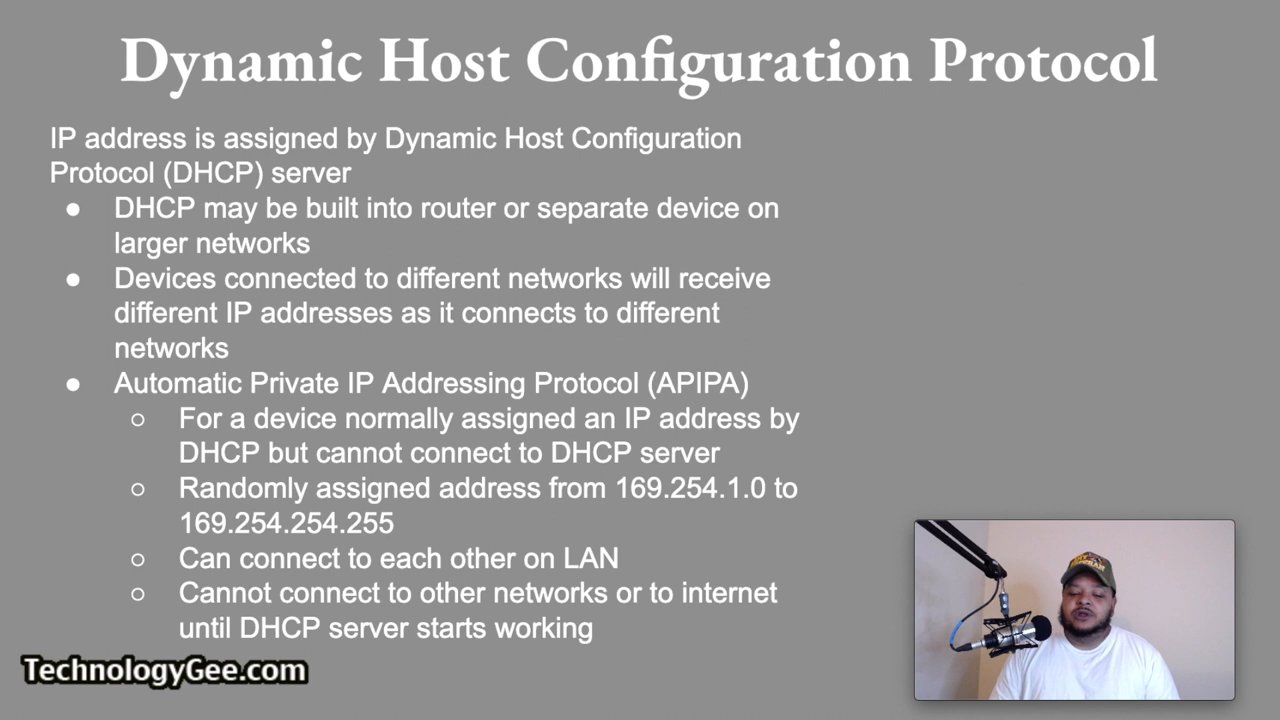 Dynamic Host Configuration Protocol
IP address is assigned by Dynamic Host Configuration
Protocol (DHCP) server
● DHCP may be built into router or separate device on
larger networks
● Devices connected to different networks will receive
different IP addresses as it connects to different
networks
● Automatic Private IP Addressing Protocol (APIPA)
○ For a device normally assigned an IP address by
DHCP but cannot connect to DHCP server
○ Randomly assigned address from 169.254.1.0 to
169.254.254.255
○ Can connect to each other on LAN
○ Cannot connect to other networks or to internet
until DHCP server starts working
TechnologyGee.com